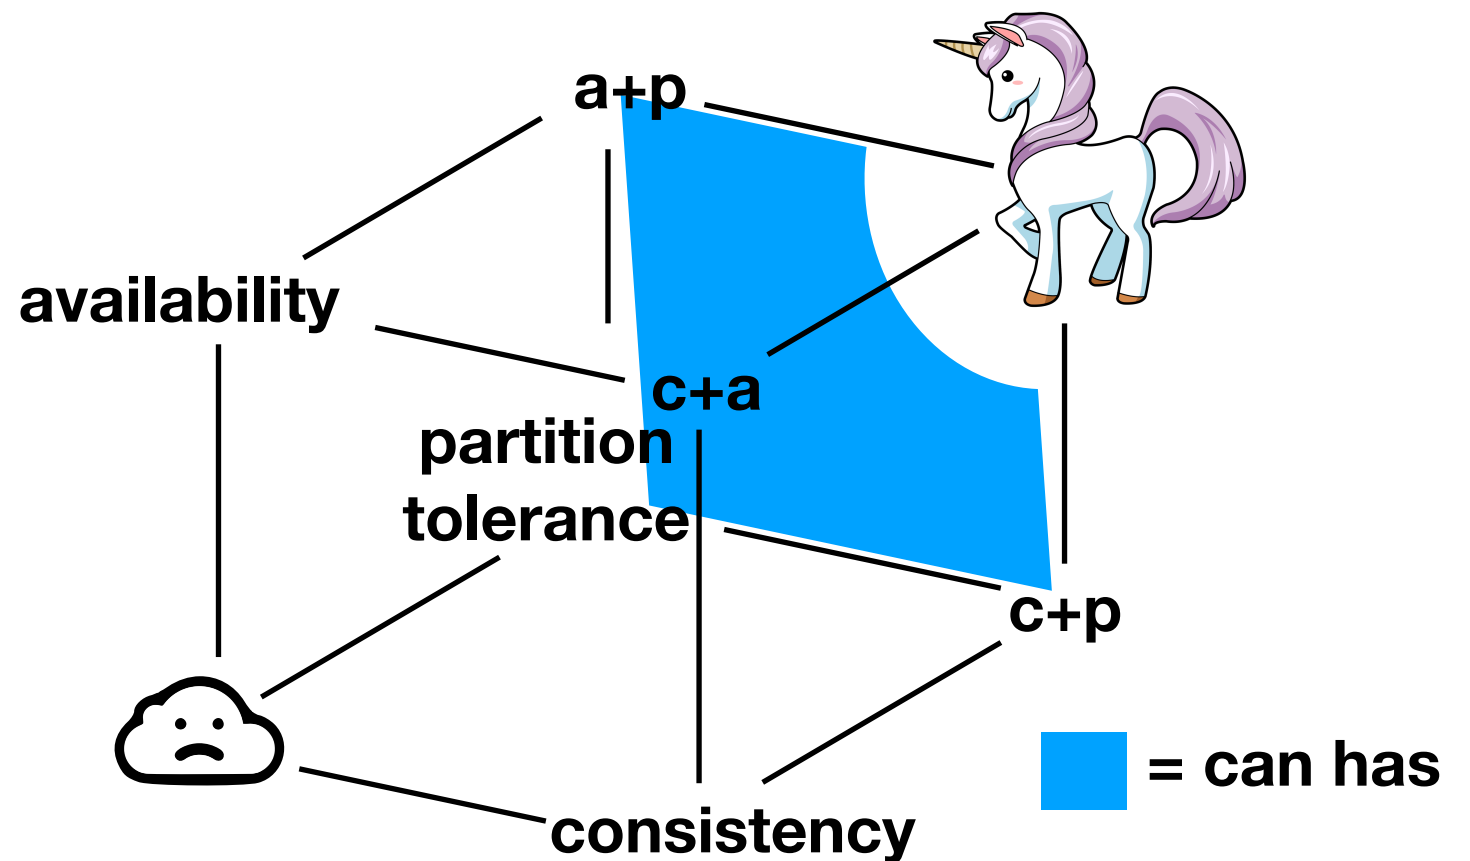 a+p
availability
c+a
partition
tolerance
c+p
= can has
consistency